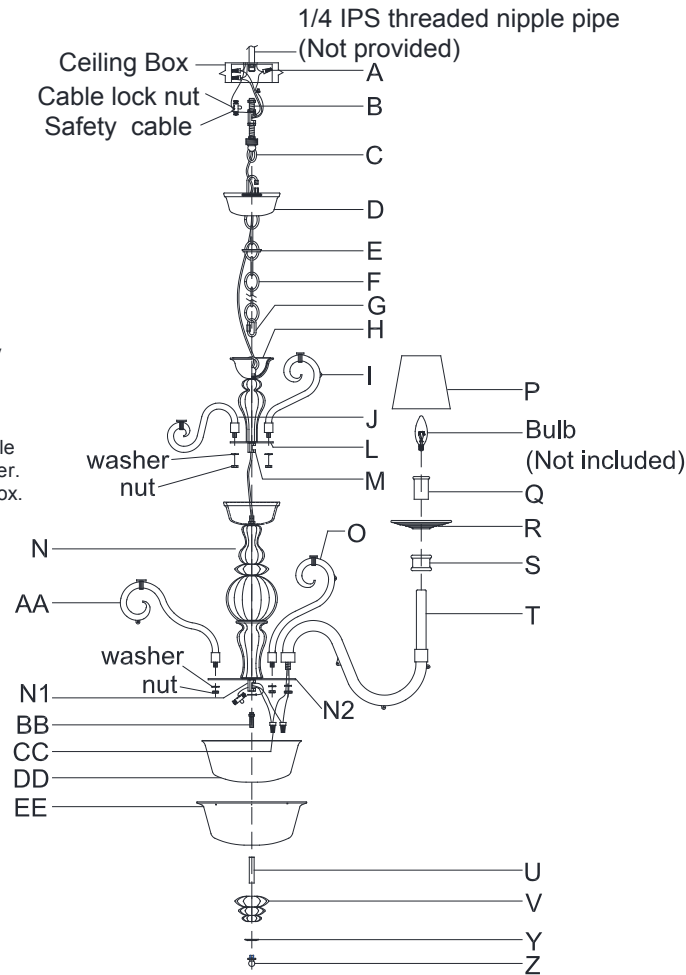 1/4 IPS threaded nipple pipe
(Not provided)
Ceiling Box
A
Cable lock nut
B
Safety cable
C
D
E
F
G
H
I
P
J
Bulb
(Not included)
L
le
er.
ox.
washer
nut
M
Q
R
O
N
S
AA
T
washer
nut
N1
N2
BB
CC
DD
EE
U
V
Y
Z